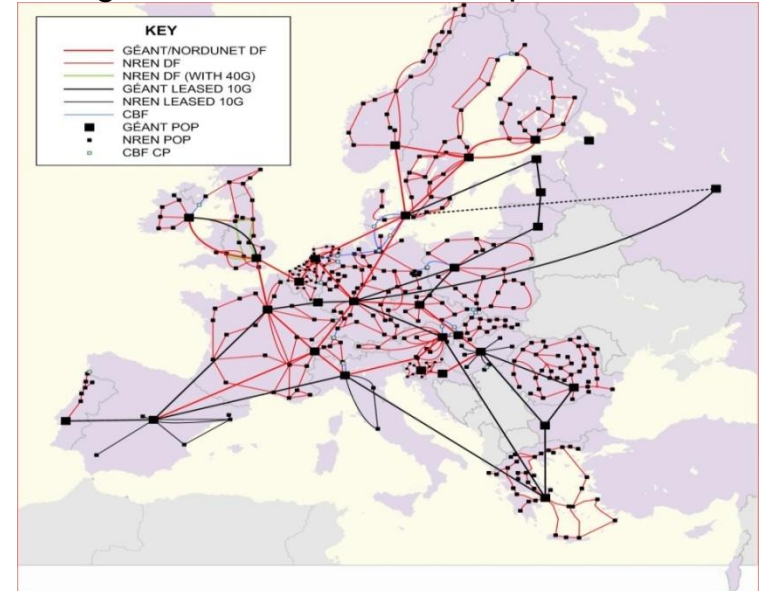 KEY
GÉANT/NORDUNET DF
NREN DF
NREN DF (WITH 40G)
GÉANT LEASED 10G
NREN LEASED 10G
CBF
GÉANT POP
NREN POP
CBF CP